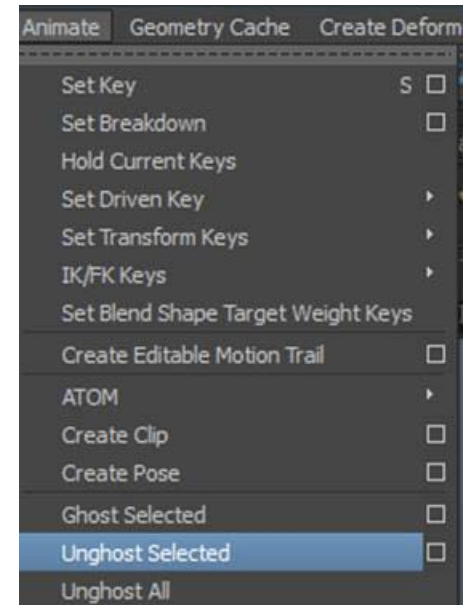 Animate Geometry Cache Create Deform
Set Key S
Set Breakdown
Hold Current Keys
Set Driven Key
Set Transform Keys
IK/FK Keys
Set Blend Shape Target Weight Keys
Create Editable Motion Trail
ATOM
Create Clip
Create Pose
Ghost Selected
Unghost Selected
Unghost All